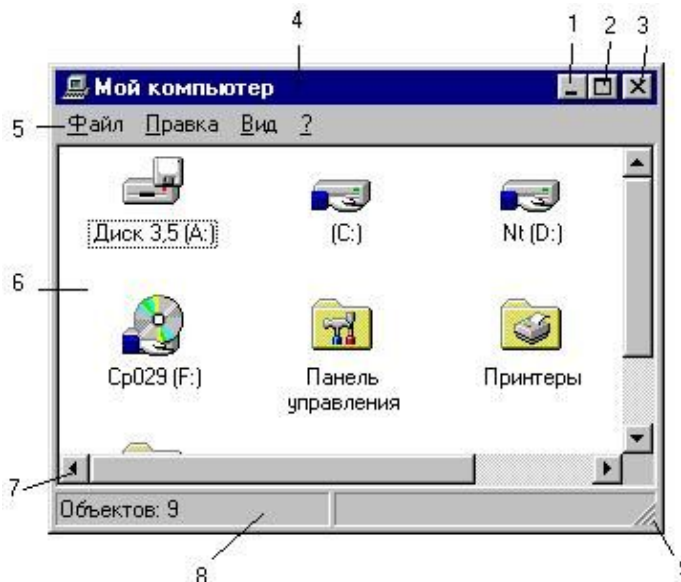 4 1 2 3
Мой компьютер
5 Файл Правка Вид ?
Диск 3,5 (A:) (C:) Nt (D:)
6
Cp029 (F:) Панель управления Принтеры
7
Объектов: 9
8